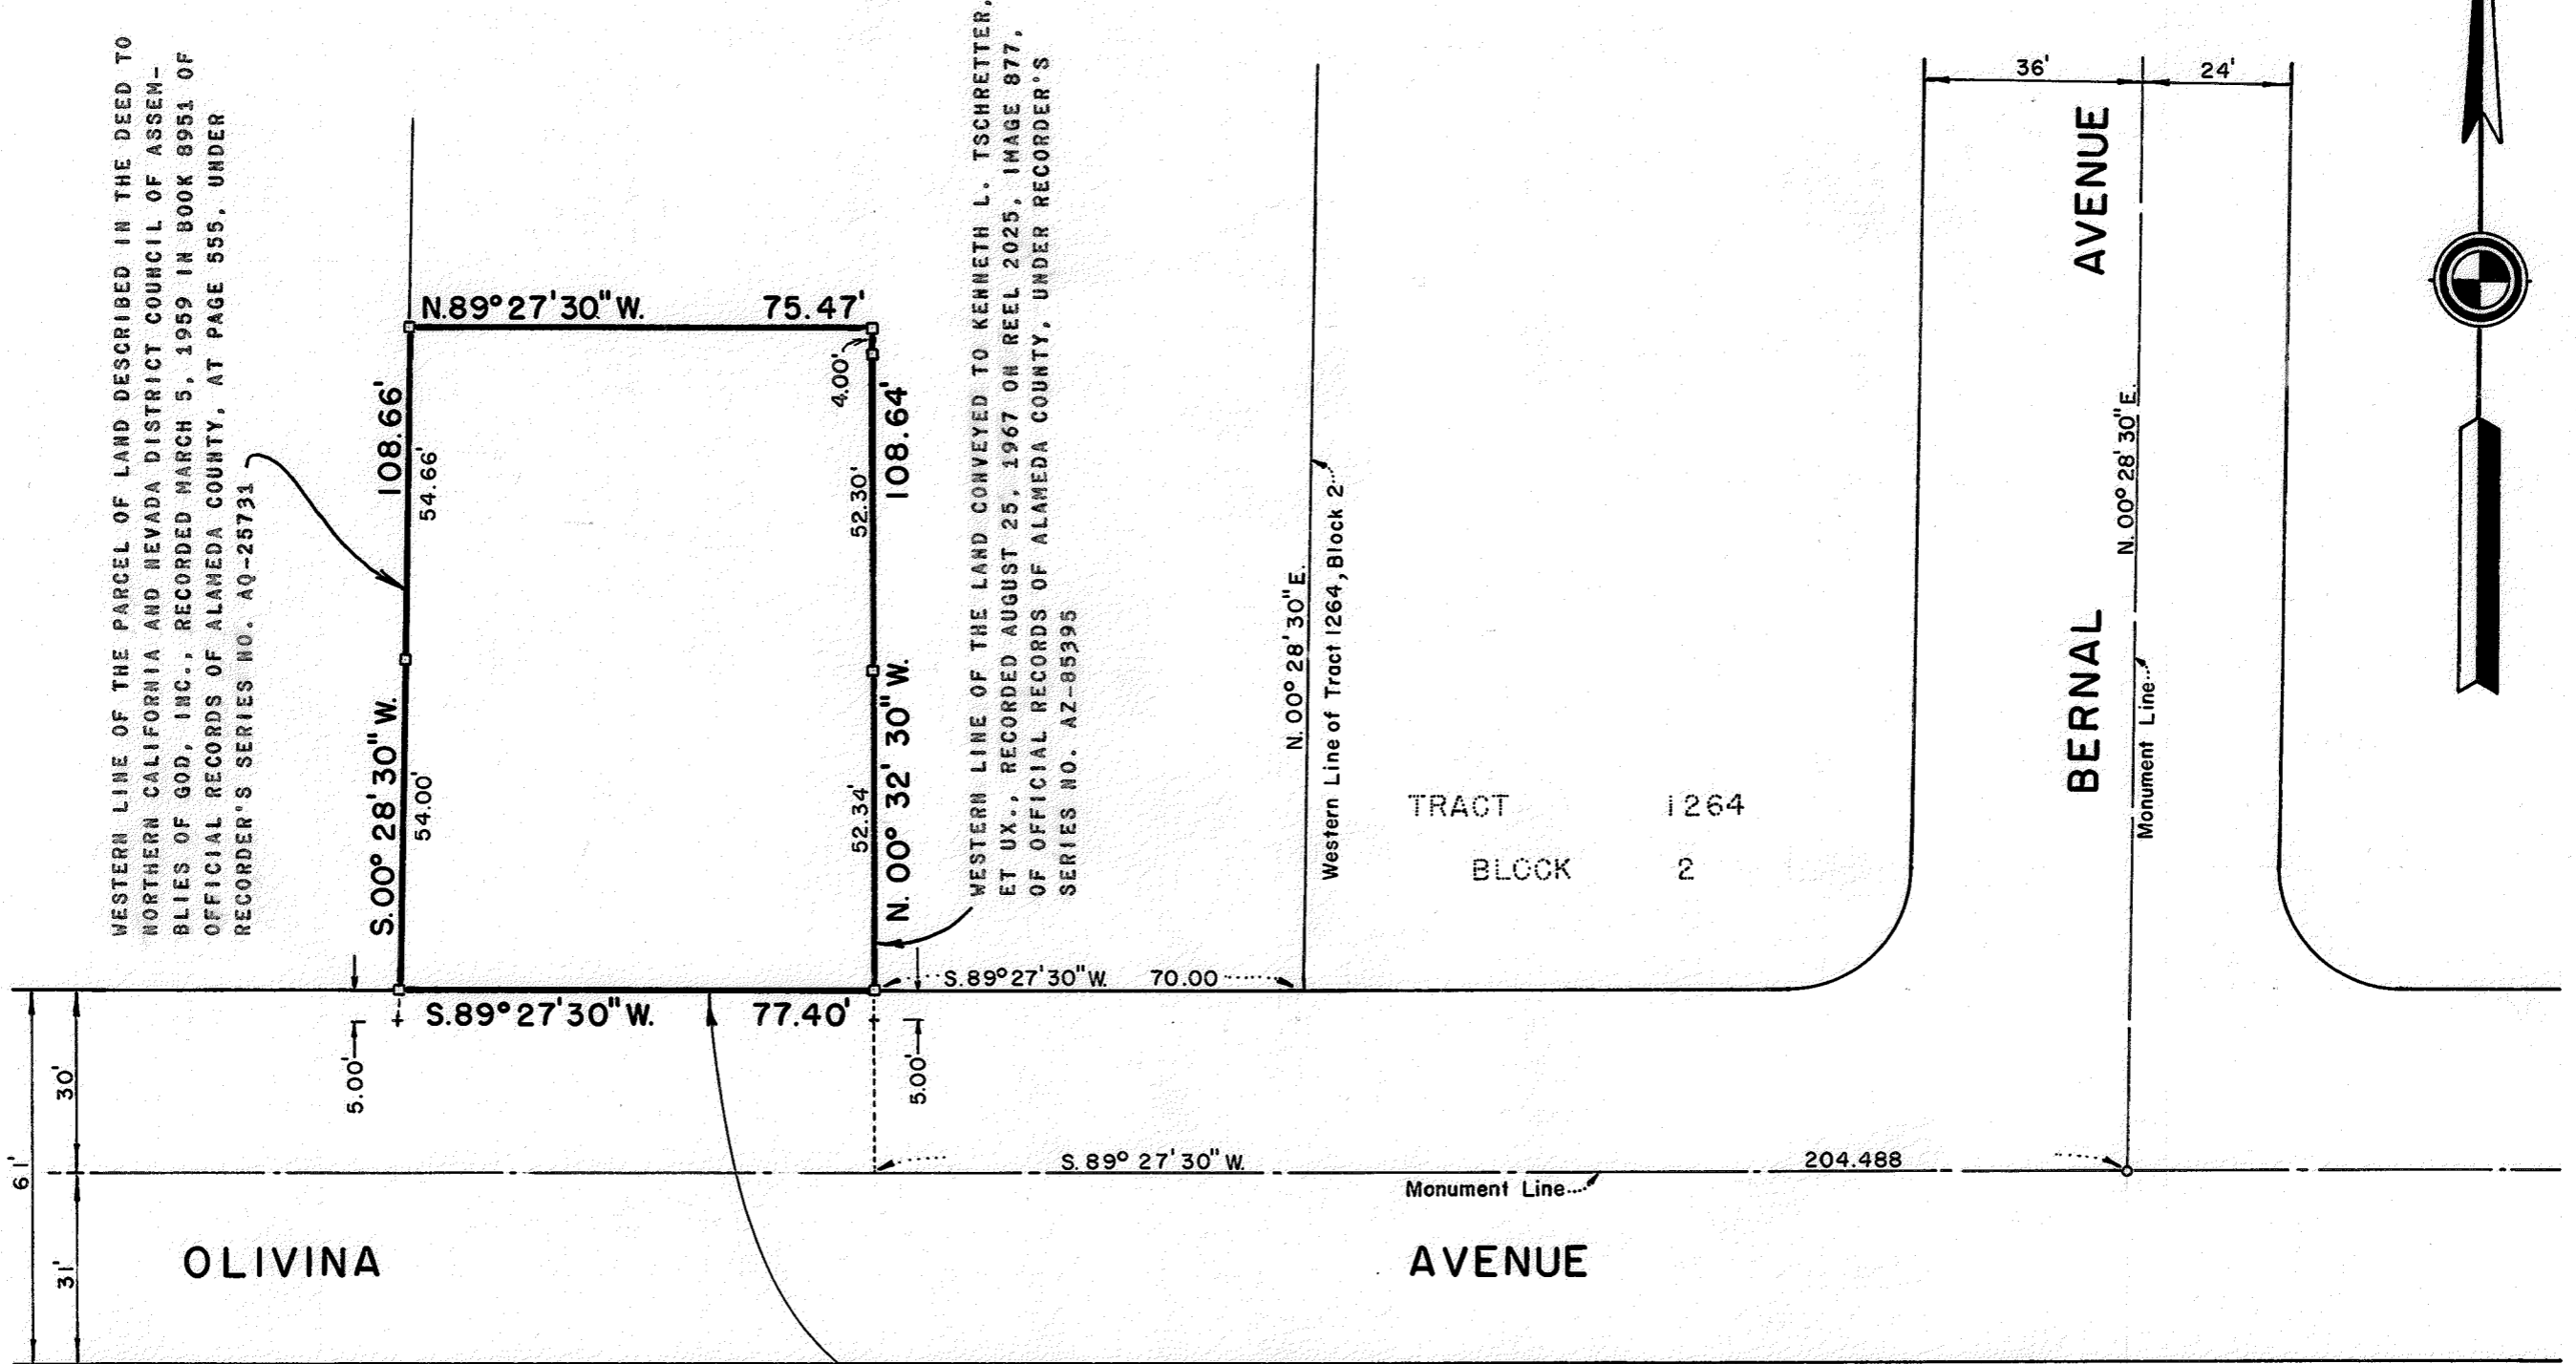 WESTERN LINE OF THE PARCEL OF LAND DESCRIBED IN THE DEED TO
NORTHERN CALIFORNIA AND NEVADA DISTRICT COUNCIL OF ASSEM-
BLIES OF GOD, INC., RECORDED MARCH 5, 1959 IN BOOK 8951 OF
OFFICIAL RECORDS OF ALAMEDA COUNTY, AT PAGE 555, UNDER
RECORDER'S SERIES NO. AQ-25731
N.89°27'30"W. 75.47'
108.66'
54.66'
S.00° 28' 30" W.
54.00'
4.00'
52.30'
52.34'
108.64'
N. 00° 32' 30" W.
WESTERN LINE OF THE LAND CONVEYED TO KENNETH L. TSCHRETTER,
ET UX., RECORDED AUGUST 25, 1967 ON REEL 2025, IMAGE 877,
OF OFFICIAL RECORDS OF ALAMEDA COUNTY, UNDER RECORDER'S
SERIES NO. AZ-85395
N. 00° 28' 30" E.
Western Line of Tract 1264, Block 2
TRACT 1264
BLOCK 2
36' 24'
BERNAL AVENUE
N. 00° 28' 30" E.
Monument Line
S.89°27'30"W. 70.00
S.89°27'30"W. 77.40'
5.00'
5.00'
30'
61'
31'
S. 89° 27' 30" W. 204.488
Monument Line
OLIVINA AVENUE